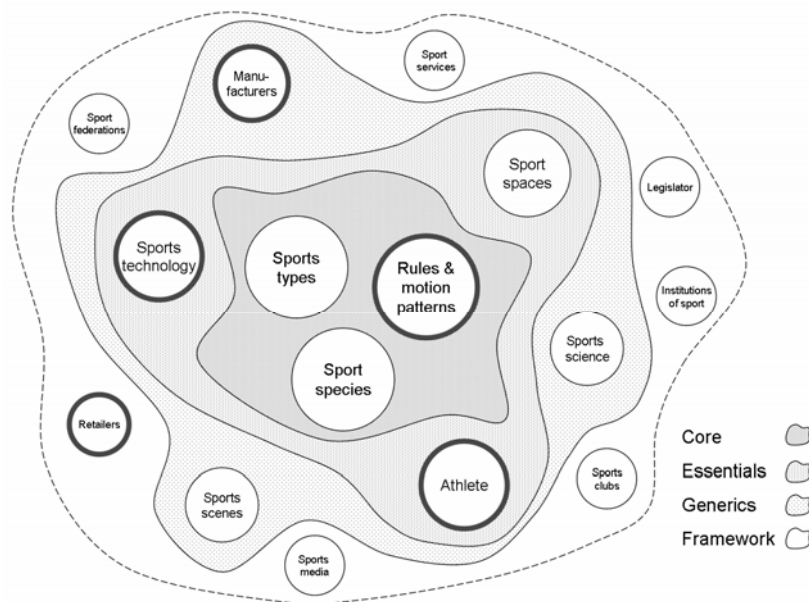 Sport
services
Manu-
facturers
Sport
federations
Sport
spaces
Legislator
Sports
technology
Sports
types
Rules &
motion
patterns
Institutions
of sport
Sports
science
Sport
species
Retailers
Core
Essentials
Generics
Framework
Athlete
Sports
clubs
Sports
scenes
Sports
media